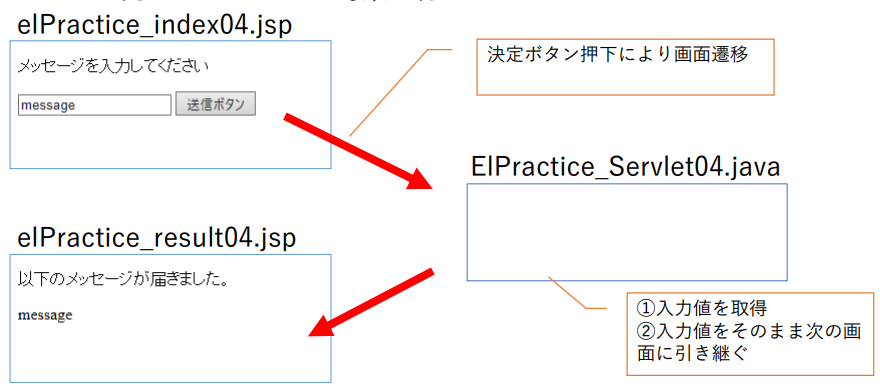 elPractice_index04.jsp
メッセージを入力してください
message 送信ボタン
決定ボタン押下により画面遷移
ElPractice_Servlet04.java
elPractice_result04.jsp
以下のメッセージが届きました。
message
①入力値を取得
②入力値をそのまま次の画
面に引き継ぐ